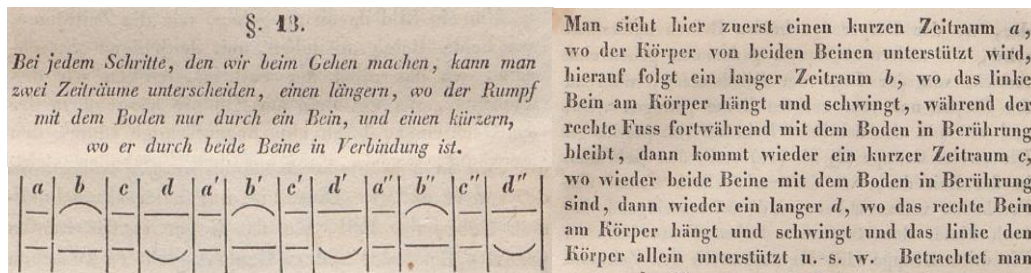 §. 13.
Bei jedem Schritte, den wir beim Gehen machen, kann man
zwei Zeiträume unterscheiden, einen längern, wo der Rumpf
mit dem Boden nur durch ein Bein, und einen kürzern,
wo er durch beide Beine in Verbindung ist.
a b c d a' b' c' d' a'' b'' c'' d''
Man sieht hier zuerst einen kurzen Zeitraum a,
wo der Körper von beiden Beinen unterstützt wird,
hierauf folgt ein langer Zeitraum b, wo das linke
Bein am Körper hängt und schwingt, während der
rechte Fuss fortwährend mit dem Boden in Berührung
bleibt, dann kommt wieder ein kurzer Zeitraum c,
wo wieder beide Beine mit dem Boden in Berührung
sind, dann wieder ein langer d, wo das rechte Bein
am Körper hängt und schwingt und das linke den
Körper allein unterstützt u. s. w. Betrachtet man